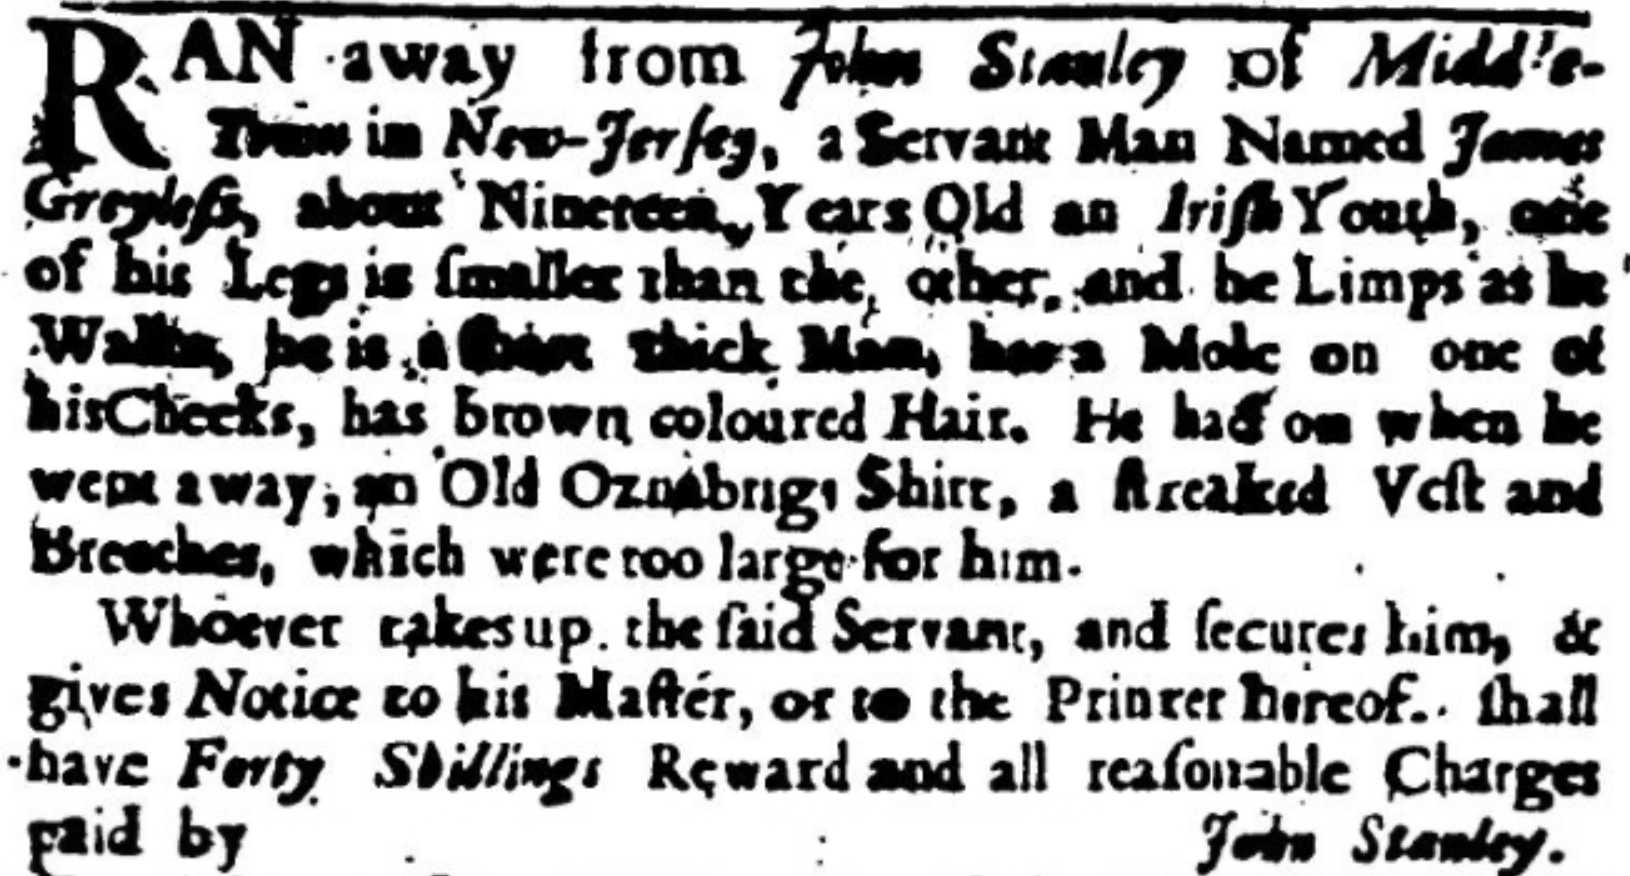 RAN away from John Stanley of Middle-
Town in New-Jerſey, a Servant Man Named James
Greyleſs, about Nineteen Years Old an Iriſh Youth, one
of his Legs is ſmaller than the other, and he Limps as he
Walks, he is a ſhort thick Man, has a Mole on one of
his Cheeks, has brown coloured Hair. He had on when he
went away, an Old Oznabrigs Shirt, a ſtreaked Veſt and
Breeches, which were too large for him.
Whoever takes up the ſaid Servant, and ſecures him, &
gives Notice to his Maſter, or to the Printer hereof. ſhall
have Forty Shillings Reward and all reaſonable Charges
paid by John Stanley.